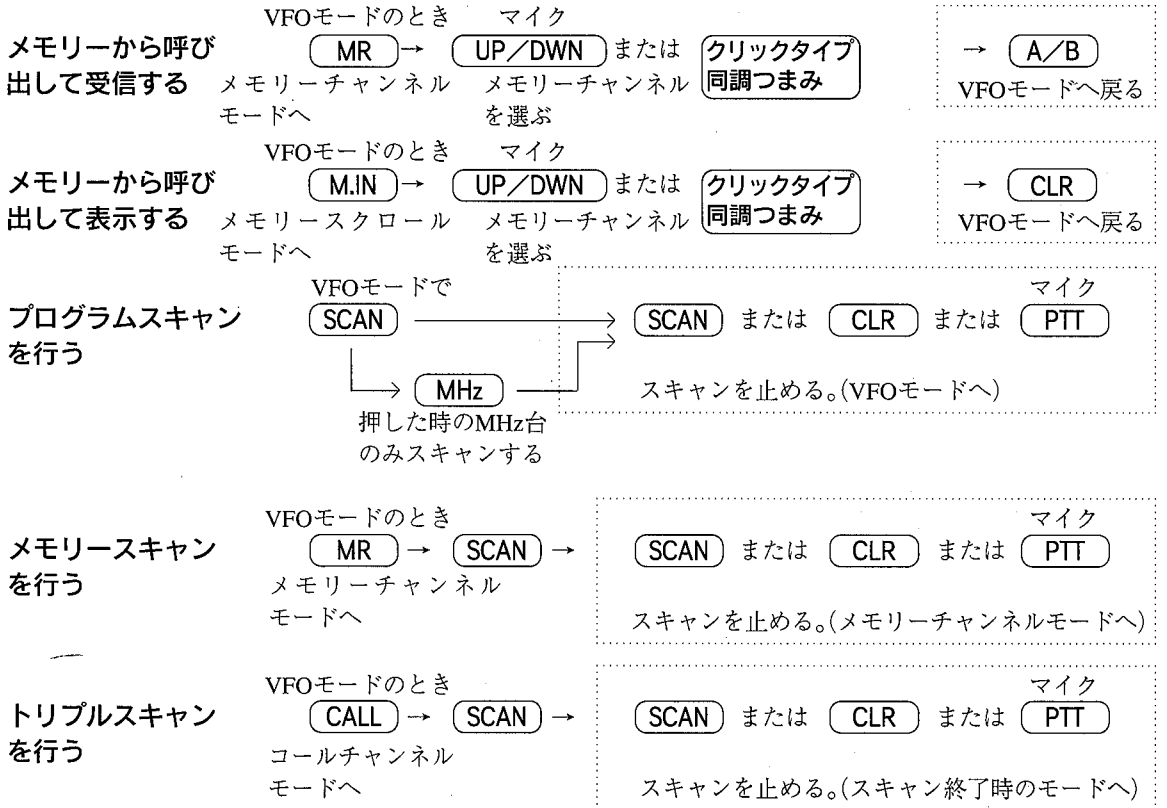 VFOモードのとき マイク
メモリーから呼び MR → UP/DWN または クリックタイプ → A/B
出して受信する メモリーチャンネル メモリーチャンネル 同調つまみ VFOモードへ戻る
モードへ を選ぶ
VFOモードのとき マイク
メモリーから呼び M.IN → UP/DWN または クリックタイプ → CLR
出して表示する メモリースクロール メモリーチャンネル 同調つまみ VFOモードへ戻る
モードへ を選ぶ
VFOモードで マイク
プログラムスキャン SCAN → SCAN または CLR または PTT
を行う
→ MHz スキャンを止める。(VFOモードへ)
押した時のMHz台
のみスキャンする
VFOモードのとき マイク
メモリースキャン MR → SCAN → SCAN または CLR または PTT
を行う メモリーチャンネル
モードへ スキャンを止める。(メモリーチャンネルモードへ)
VFOモードのとき マイク
トリプルスキャン CALL → SCAN → SCAN または CLR または PTT
を行う コールチャンネル
モードへ スキャンを止める。(スキャン終了時のモードへ)